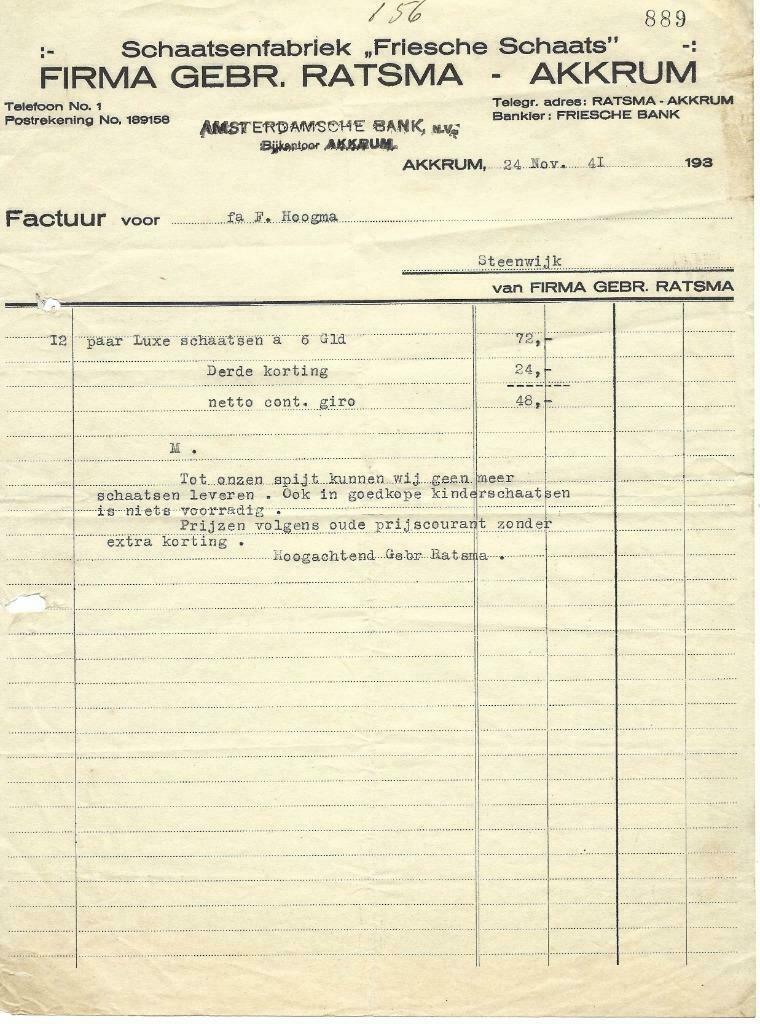 156
889
:- Schaatsenfabriek „Friesche Schaats” -:
FIRMA GEBR. RATSMA - AKKRUM
Telefoon No. 1
Postrekening No, 189158
Telegr. adres: RATSMA - AKKRUM
Bankier: FRIESCHE BANK
AMSTERDAMSCHE BANK, N.V.
Bijkantoor AKKRUM.
AKKRUM, 24 Nov. 41 193
Factuur voor fa F. Hoogma
Steenwijk
van FIRMA GEBR. RATSMA
12 paar Luxe schaatsen a 6 Gld 72,-
Derde korting 24,-
netto cont. giro 48,-
M .
Tot onzen spijt kunnen wij geen meer
schaatsen leveren . Ook in goedkope kinderschaatsen
is niets voorradig .
Prijzen volgens oude prijscourant zonder
extra korting .
Hoogachtend Gebr Ratsma .